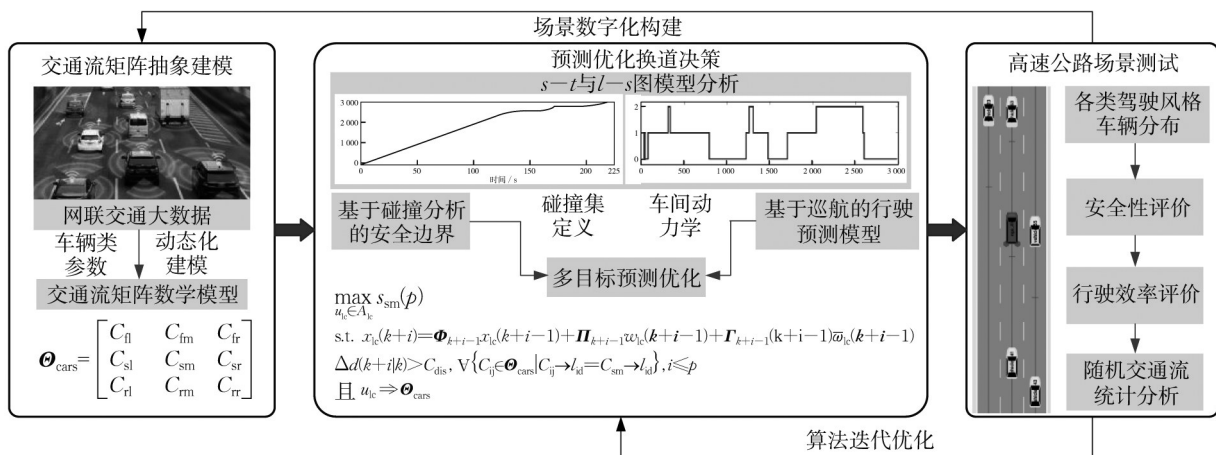 场景数字化构建
交通流矩阵抽象建模
网联交通大数据
车辆类
参数
动态化
建模
交通流矩阵数学模型
Θcars=[Cfl Cfm Cfr
Csl Csm Csr
Crl Crm Crr]
预测优化换道决策
s-t与l-s图模型分析
3 000
2 000
1 000
0
0 50 100 150 200 225
时间 / s
2
1
0
0 500 1 000 1 500 2 000 2 500 3 000
基于碰撞分析
的安全边界
碰撞集
定义
车间动
力学
基于巡航的行驶
预测模型
多目标预测优化
max ssm(p)
ulc∈Alc
s.t. xlc(k+i)=Φk+i-1xlc(k+i-1)+Πk+i-1wlc(k+i-1)+Γk+i-1(k+i-1)ω̅lc(k+i-1)
Δd(k+i|k)>Cdis, ∀{Cij∈Θcars|Cij→lid=Csm→lid},i≤p
且 ulc⇒Θcars
高速公路场景测试
各类驾驶风格
车辆分布
安全性评价
行驶效率评价
随机交通流
统计分析
算法迭代优化